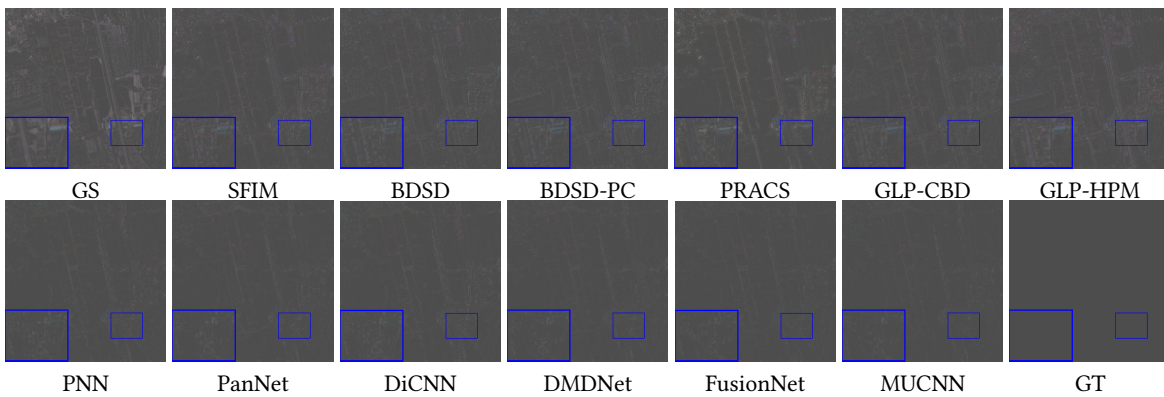 GS SFIM BDSD BDSD-PC PRACS GLP-CBD GLP-HPM
PNN PanNet DiCNN DMDNet FusionNet MUCNN GT